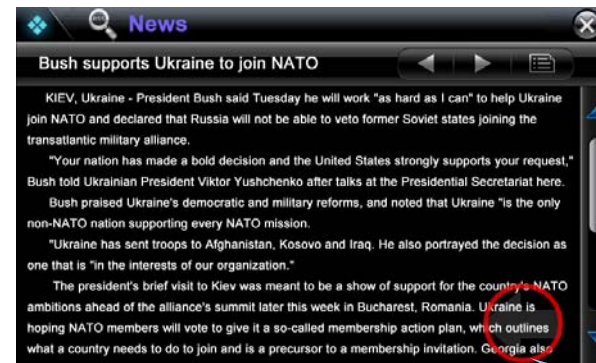 News
Bush supports Ukraine to join NATO
KIEV, Ukraine - President Bush said Tuesday he will work "as hard as I can" to help Ukraine
join NATO and declared that Russia will not be able to veto former Soviet states joining the
transatlantic military alliance.
"Your nation has made a bold decision and the United States strongly supports your request,"
Bush told Ukrainian President Viktor Yushchenko after talks at the Presidential Secretariat here.
Bush praised Ukraine's democratic and military reforms, and noted that Ukraine "is the only
non-NATO nation supporting every NATO mission.
"Ukraine has sent troops to Afghanistan, Kosovo and Iraq. He also portrayed the decision as
one that is "in the interests of our organization."
The president's brief visit to Kiev was meant to be a show of support for the country's NATO
ambitions ahead of the alliance's summit later this week in Bucharest, Romania. Ukraine is
hoping NATO members will vote to give it a so-called membership action plan, which outlines
what a country needs to do to join and is a precursor to a membership invitation. Georgia also